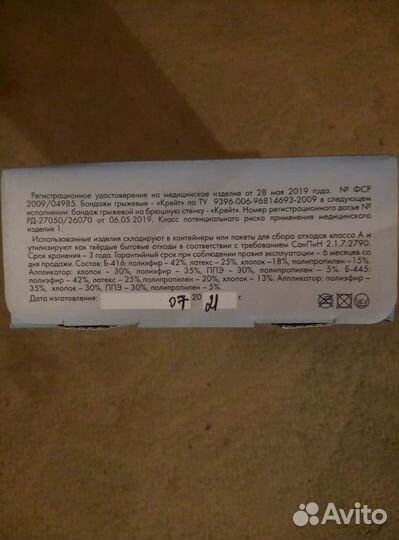 Регистрационное удостоверение на медицинское изделие от 28 мая 2019 года. № ФСР
2009/04985. Бандажи грыжевые - «Крейт» по ТУ 9396-006-96814693-2009 в следующем
исполнении: бандаж грыжевой на брюшную стенку - «Крейт». Номер регистрационного досье №
РД-27050/26070 от 06.05.2019. Класс потенциального риска применения медицинского
изделия 1.
Использованные изделия складируют в контейнеры или пакеты для сбора отходов класса А и
утилизируют как твёрдые бытовые отходы в соответствии с требованием СанПиН 2.1.7.2790.
Срок хранения – 3 года. Гарантийный срок при соблюдении правил эксплуатации – 6 месяцев со
дня продажи. Состав: Б-416: полиэфир – 42%, латекс – 25%, хлопок -18%, полипропилен – 15%.
Аппликатор: хлопок – 30%, полиэфир – 35%, ППЭ – 30%, полипропилен – 5%. Б-445:
полиэфир – 42%, латекс – 25%, полипропилен – 20%, хлопок – 13%. Аппликатор: полиэфир –
35%, хлопок – 30%, ППЭ – 30%, полипропилен – 5%.
Дата изготовления: 07 20 21 г.
Avito